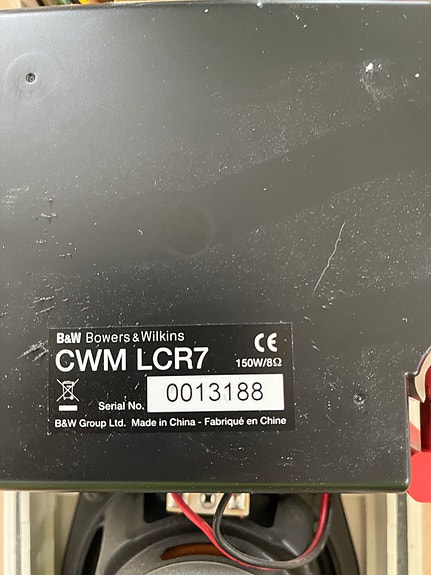 B&W Bowers & Wilkins
CWM LCR7
CE
150W/8Ω
Serial No. 0013188
B&W Group Ltd. Made in China - Fabriqué en Chine